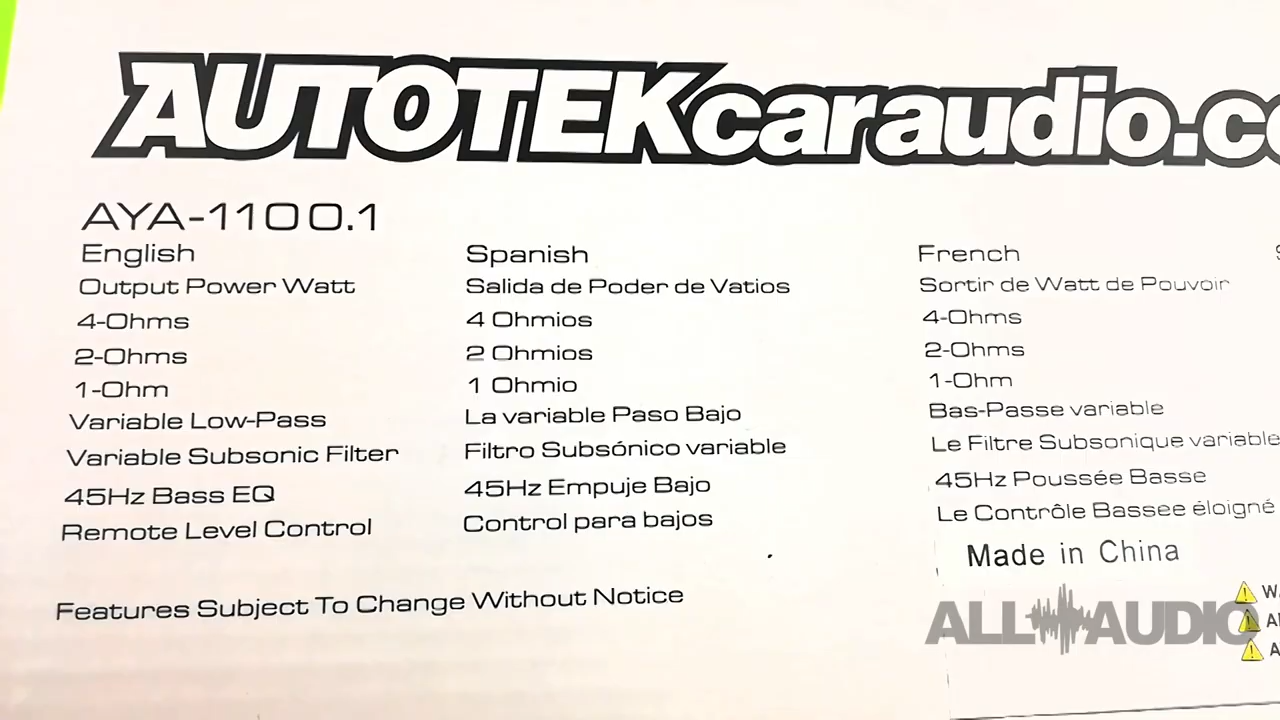 AUTOTEKcaraudio.co
AYA-1100.1
English
Output Power Watt
4-Ohms
2-Ohms
1-Ohm
Variable Low-Pass
Variable Subsonic Filter
45Hz Bass EQ
Remote Level Control
Spanish
Salida de Poder de Vatios
4 Ohmios
2 Ohmios
1 Ohmio
La variable Paso Bajo
Filtro Subsónico variable
45Hz Empuje Bajo
Control para bajos
French
Sortir de Watt de Pouvoir
4-Ohms
2-Ohms
1-Ohm
Bas-Passe variable
Le Filtre Subsonique variable
45Hz Poussée Basse
Le Contrôle Bassee éloigné
Made in China
Features Subject To Change Without Notice
ALL AUDIO